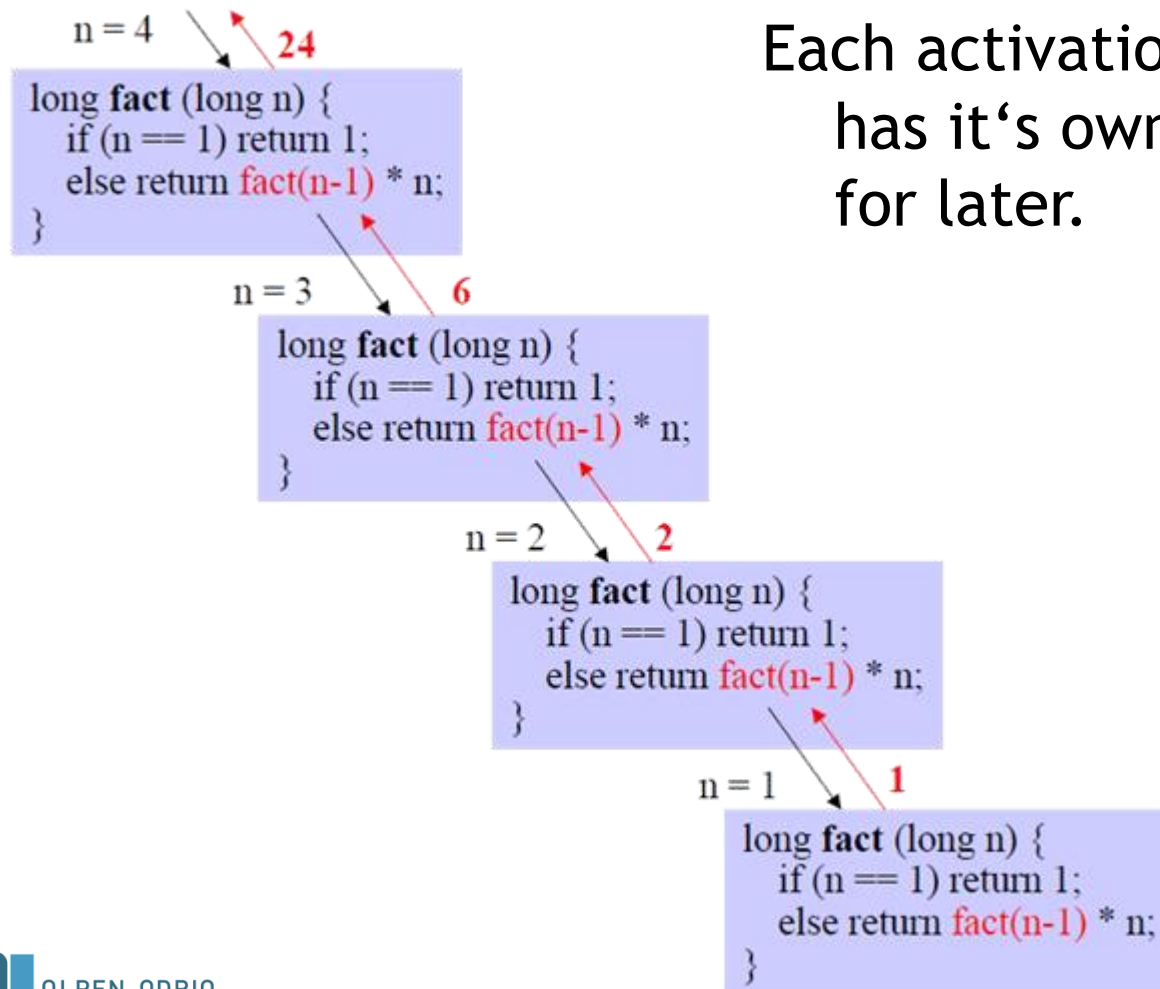 n = 4
24
Each activatio
has it‘s own
for later.
long fact (long n) {
if (n == 1) return 1;
else return fact(n-1) * n;
}
n = 3
6
long fact (long n) {
if (n == 1) return 1;
else return fact(n-1) * n;
}
n = 2
2
long fact (long n) {
if (n == 1) return 1;
else return fact(n-1) * n;
}
n = 1
1
long fact (long n) {
if (n == 1) return 1;
else return fact(n-1) * n;
}